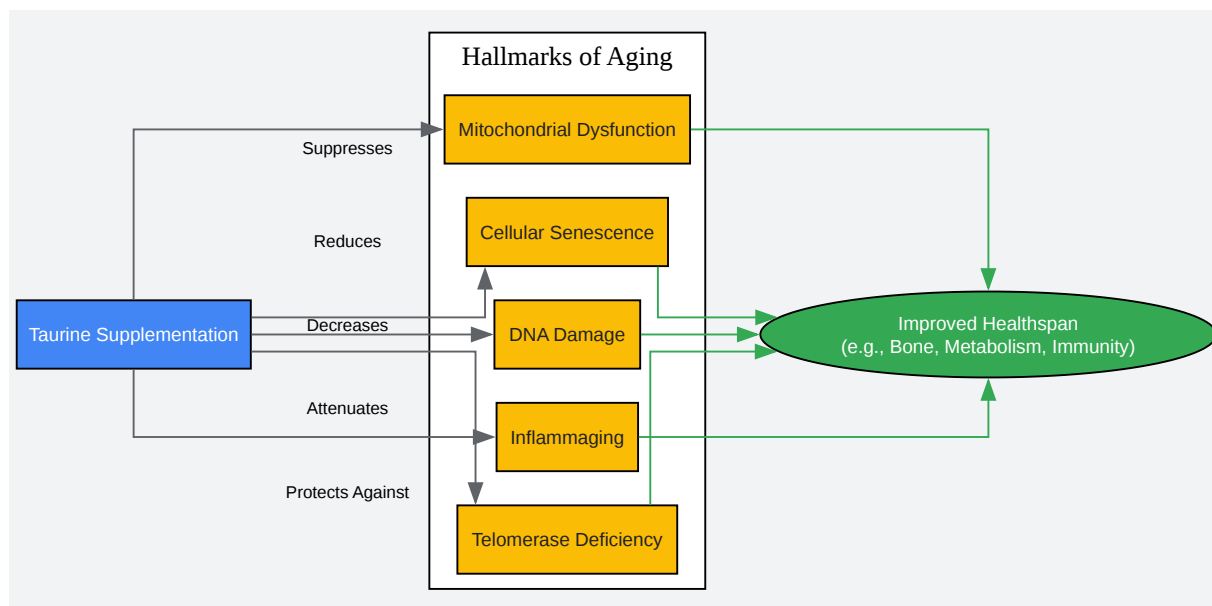 Hallmarks of Aging
Mitochondrial Dysfunction
Suppresses
Cellular Senescence
Reduces
Taurine Supplementation
Decreases
DNA Damage
Improved Healthspan
(e.g., Bone, Metabolism, Immunity)
Attenuates
Inflammaging
Protects Against
Telomerase Deficiency